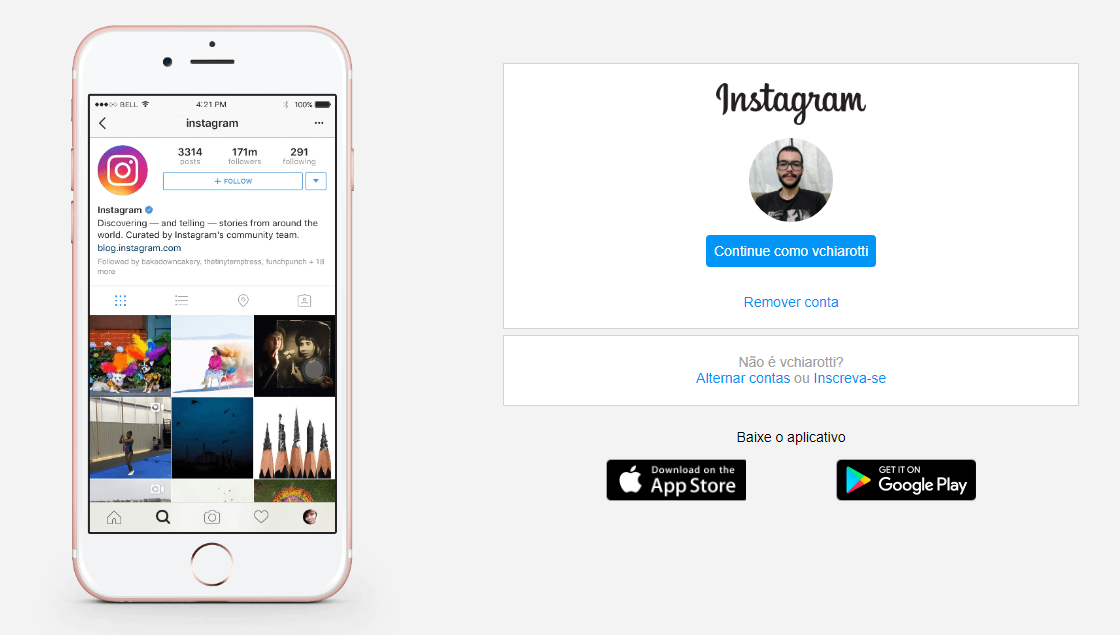 BELL
4:21 PM
100%
instagram
3314
posts
171m
followers
291
following
+ FOLLOW
Instagram
Discovering — and telling — stories from around the
world. Curated by Instagram's community team.
blog.instagram.com
Followed by bakedowncakery, thetinytemptress, funchpunch + 18
more
Instagram
Continue como vchiarotti
Remover conta
Não é vchiarotti?
Alternar contas ou Inscreva-se
Baixe o aplicativo
Download on the
App Store
GET IT ON
Google Play